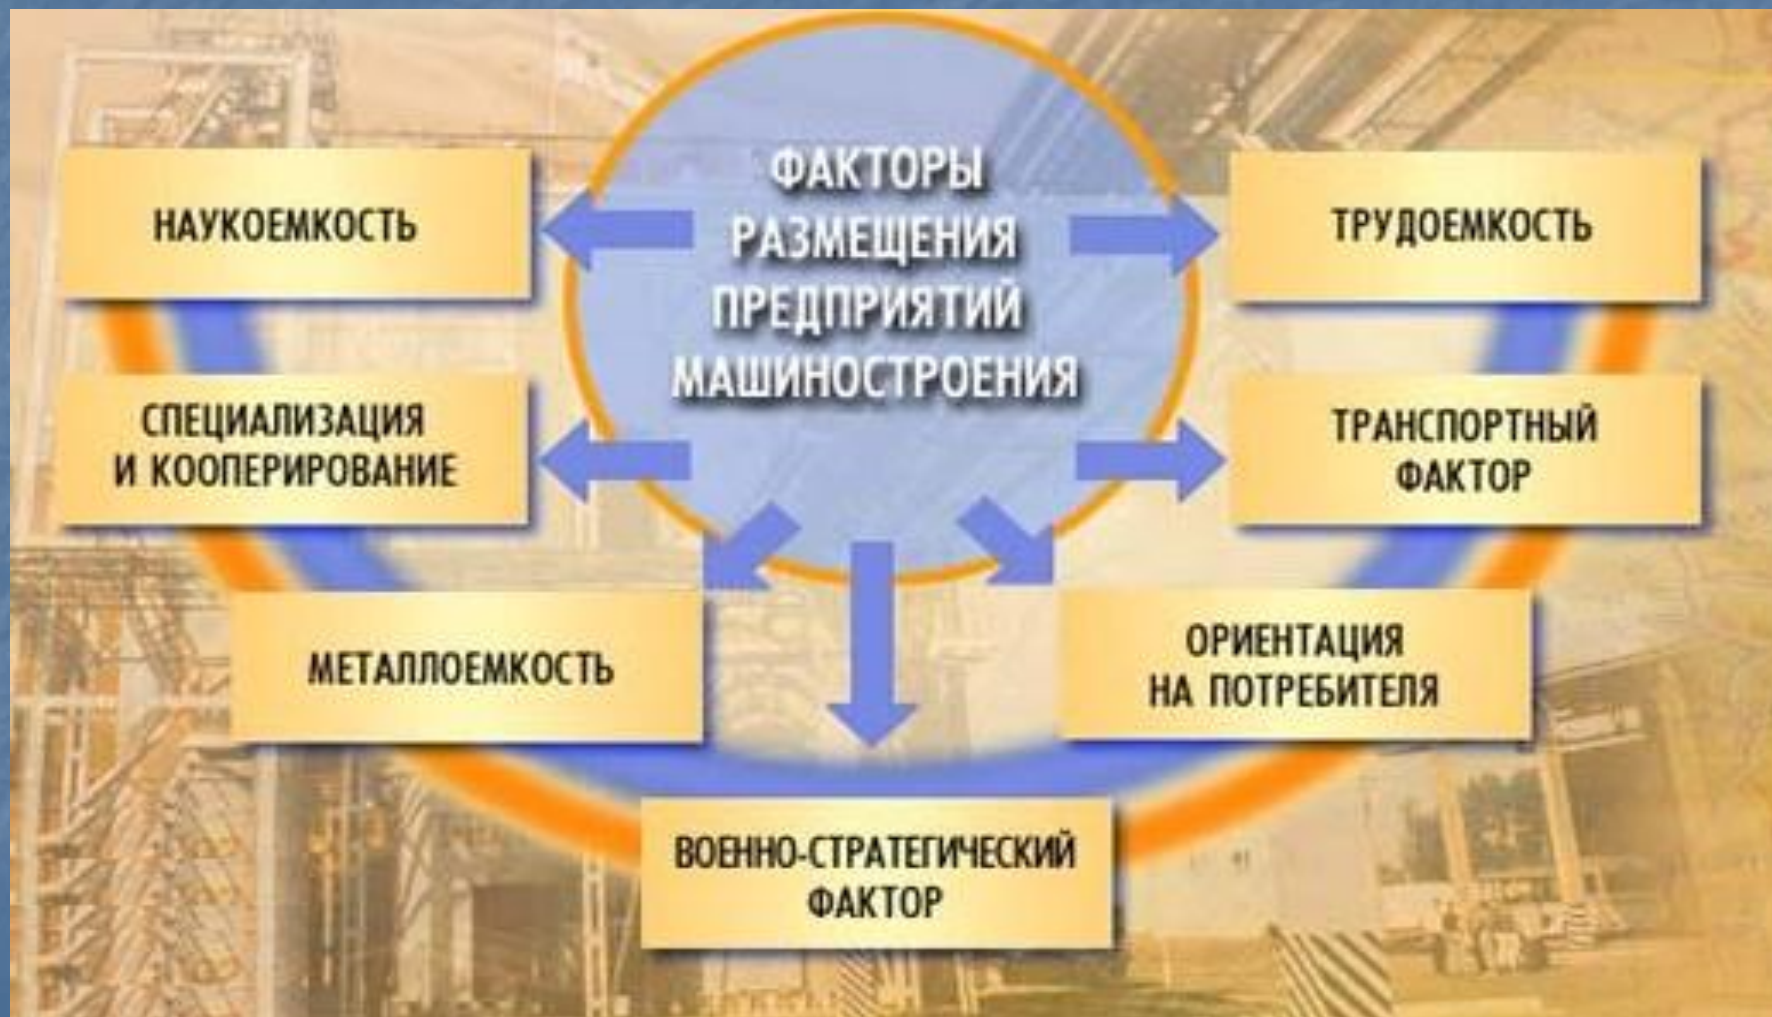 ФАКТОРЫ
РАЗМЕЩЕНИЯ
ПРЕДПРИЯТИЙ
МАШИНОСТРОЕНИЯ
НАУКОЕМКОСТЬ
ТРУДОЕМКОСТЬ
СПЕЦИАЛИЗАЦИЯ
И КООПЕРИРОВАНИЕ
ТРАНСПОРТНЫЙ
ФАКТОР
МЕТАЛЛОЕМКОСТЬ
ОРИЕНТАЦИЯ
НА ПОТРЕБИТЕЛЯ
ВОЕННО-СТРАТЕГИЧЕСКИЙ
ФАКТОР